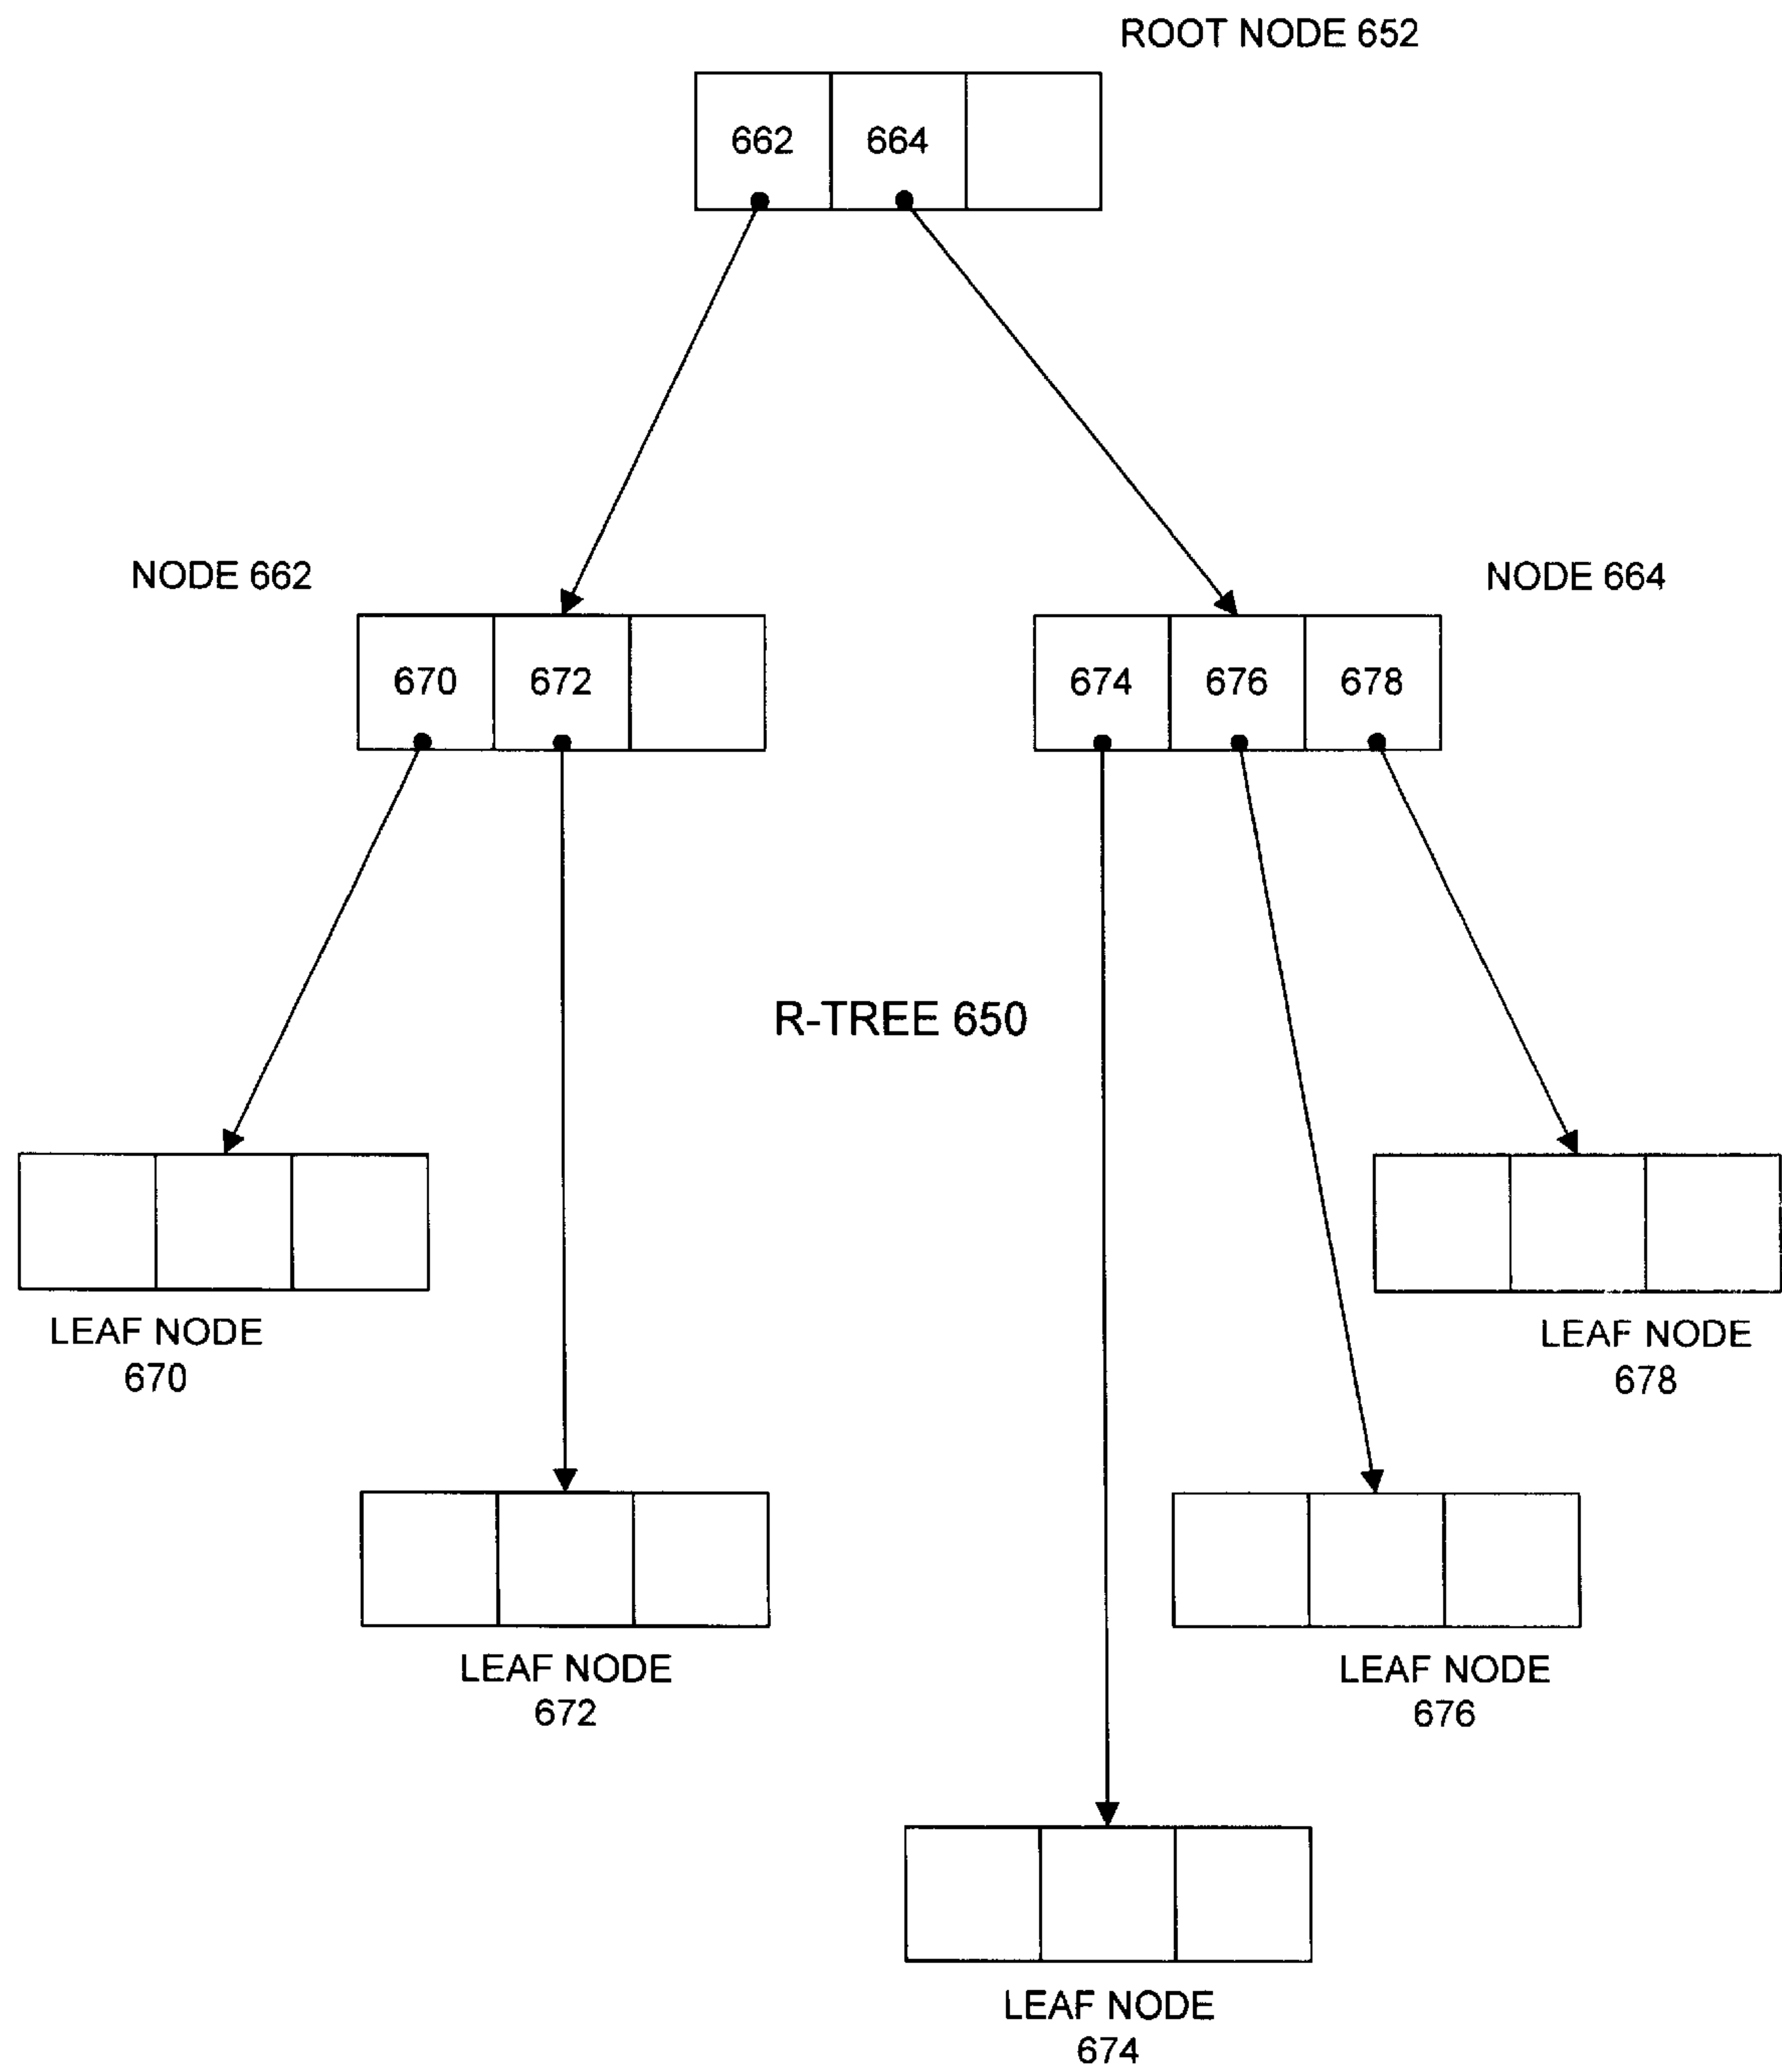 ROOT NODE 652
662 664
NODE 662
NODE 664
670 672
674 676 678
R-TREE 650
LEAF NODE
670
LEAF NODE
678
LEAF NODE
672
LEAF NODE
676
LEAF NODE
674